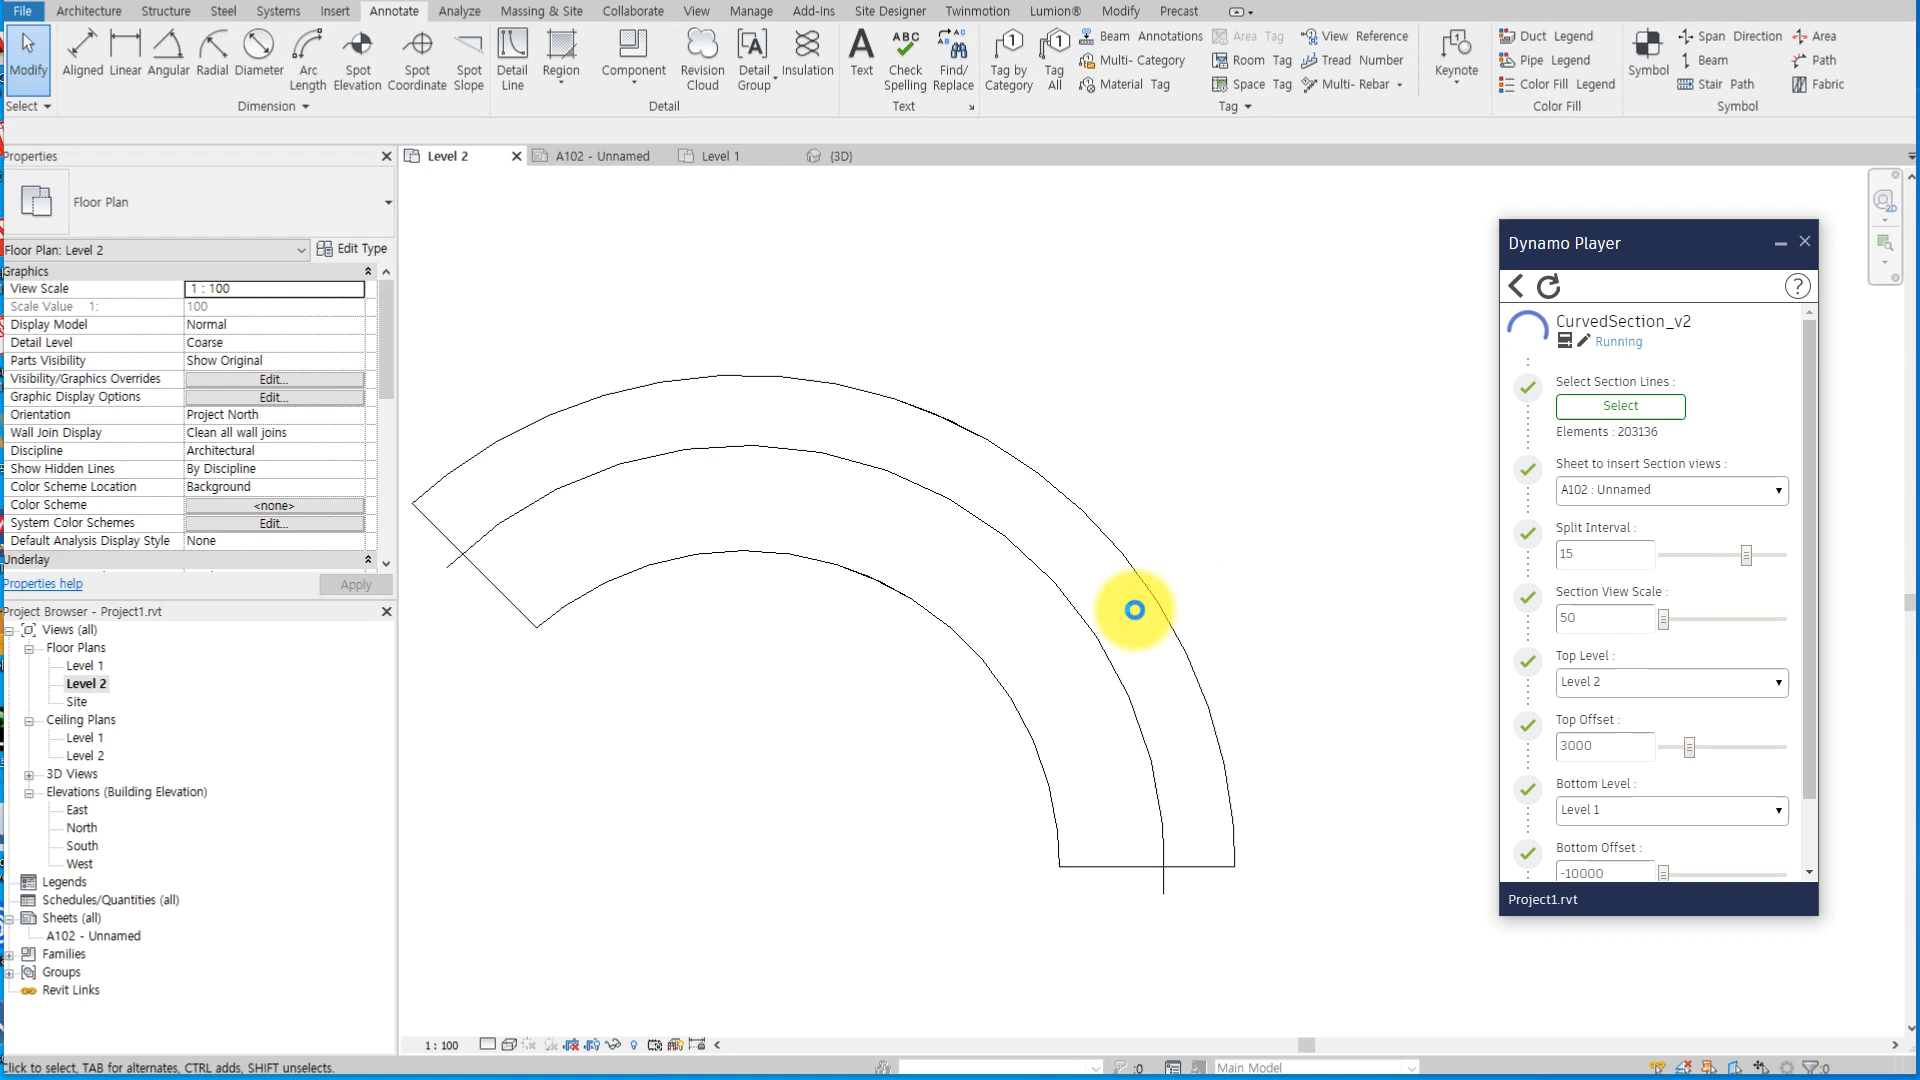 File Architecture Structure Steel Systems Insert Annotate Analyze Massing & Site Collaborate View Manage Add-Ins Site Designer Twinmotion Lumion® Modify Precast
Modify
Select
Aligned Linear Angular Radial Diameter Arc Length Spot Elevation Spot Coordinate Spot Slope
Dimension
Detail Line Region Component Revision Cloud Detail Group Insulation
Detail
Text Check Spelling Find/ Replace
Text
Tag by Category Tag All
Beam Annotations Area Tag View Reference
Multi- Category Room Tag Tread Number
Material Tag Space Tag Multi- Rebar
Tag
Keynote
Duct Legend
Pipe Legend
Color Fill Legend
Color Fill
Symbol
Span Direction Area
Beam Path
Stair Path Fabric
Symbol
Properties
Floor Plan
Floor Plan: Level 2 Edit Type
Graphics
View Scale 1 : 100
Scale Value 1: 100
Display Model Normal
Detail Level Coarse
Parts Visibility Show Original
Visibility/Graphics Overrides Edit...
Graphic Display Options Edit...
Orientation Project North
Wall Join Display Clean all wall joins
Discipline Architectural
Show Hidden Lines By Discipline
Color Scheme Location Background
Color Scheme <none>
System Color Schemes Edit...
Default Analysis Display Style None
Underlay
Properties help Apply
Project Browser - Project1.rvt
Views (all)
Floor Plans
Level 1
Level 2
Site
Ceiling Plans
Level 1
Level 2
3D Views
Elevations (Building Elevation)
East
North
South
West
Legends
Schedules/Quantities (all)
Sheets (all)
A102 - Unnamed
Families
Groups
Revit Links
Level 2 A102 - Unnamed Level 1 {3D}
2D
Dynamo Player
CurvedSection_v2
Running
Select Section Lines :
Select
Elements : 203136
Sheet to insert Section views :
A102 : Unnamed
Split Interval :
15
Section View Scale :
50
Top Level :
Level 2
Top Offset :
3000
Bottom Level :
Level 1
Bottom Offset :
-10000
Project1.rvt
1 : 100
Click to select, TAB for alternates, CTRL adds, SHIFT unselects.
:0
Main Model
:0